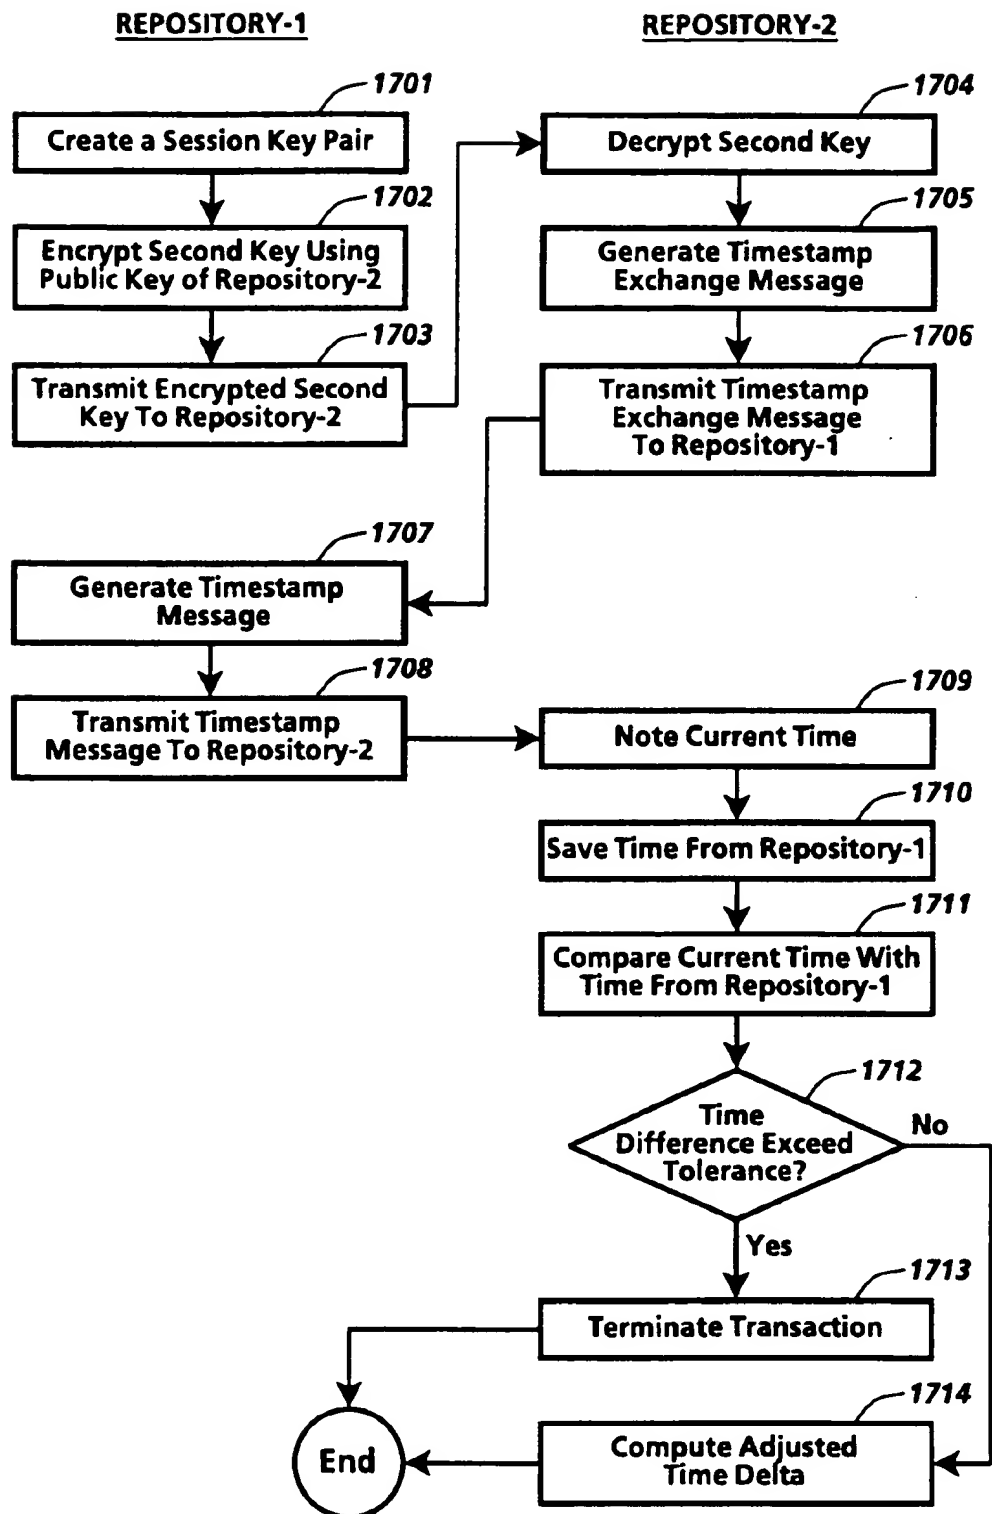 REPOSITORY-1
REPOSITORY-2
1701
Create a Session Key Pair
1702
Encrypt Second Key Using
Public Key of Repository-2
1703
Transmit Encrypted Second
Key To Repository-2
1704
Decrypt Second Key
1705
Generate Timestamp
Exchange Message
1706
Transmit Timestamp
Exchange Message
To Repository-1
1707
Generate Timestamp
Message
1708
Transmit Timestamp
Message To Repository-2
1709
Note Current Time
1710
Save Time From Repository-1
1711
Compare Current Time With
Time From Repository-1
1712
Time
Difference Exceed
Tolerance?
No
Yes
1713
Terminate Transaction
1714
Compute Adjusted
Time Delta
End